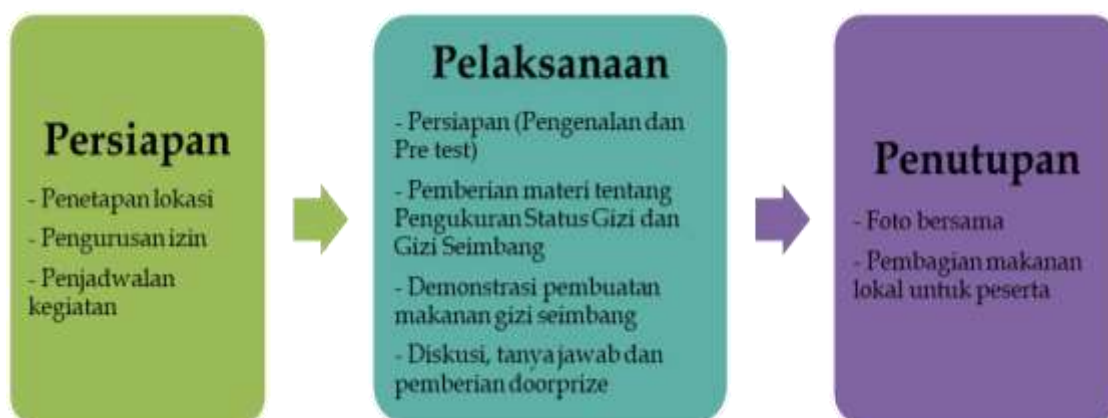 Persiapan
- Penetapan lokasi
- Pengurusan izin
- Penjadwalan
kegiatan
Pelaksanaan
- Persiapan (Pengenalan dan
Pre test)
- Pemberian materi tentang
Pengukuran Status Gizi dan
Gizi Seimbang
- Demonstrasi pembuatan
makanan gizi seimbang
- Diskusi, tanya jawab dan
pemberian doorprize
Penutupan
- Foto bersama
- Pembagian makanan
lokal untuk peserta